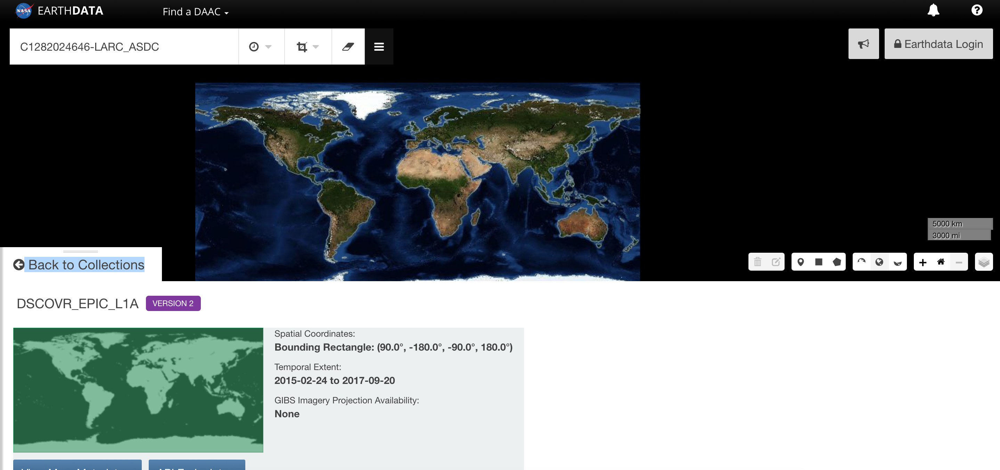 NASA EARTHDATA Find a DAAC
C1282024646-LARC_ASDC
Earthdata Login
5000 km
3000 mi
Back to Collections
DSCOVR_EPIC_L1A VERSION 2
Spatial Coordinates:
Bounding Rectangle: (90.0°, -180.0°, -90.0°, 180.0°)
Temporal Extent:
2015-02-24 to 2017-09-20
GIBS Imagery Projection Availability:
None